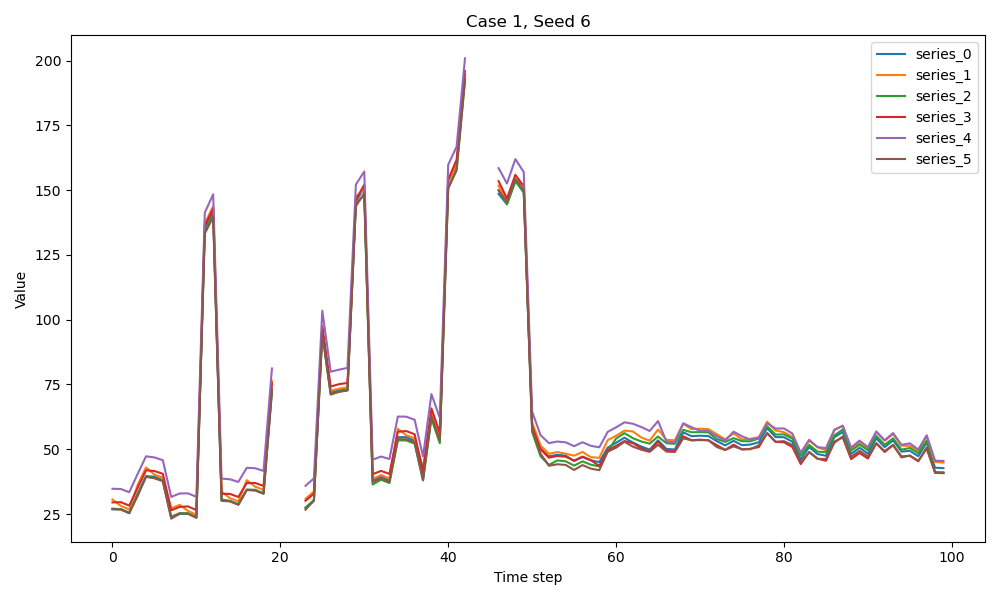 Case 1, Seed 6
series_0
series_1
series_2
series_3
series_4
series_5
Value
200
175
150
125
100
75
50
25
0
20
40
60
80
100
Time step